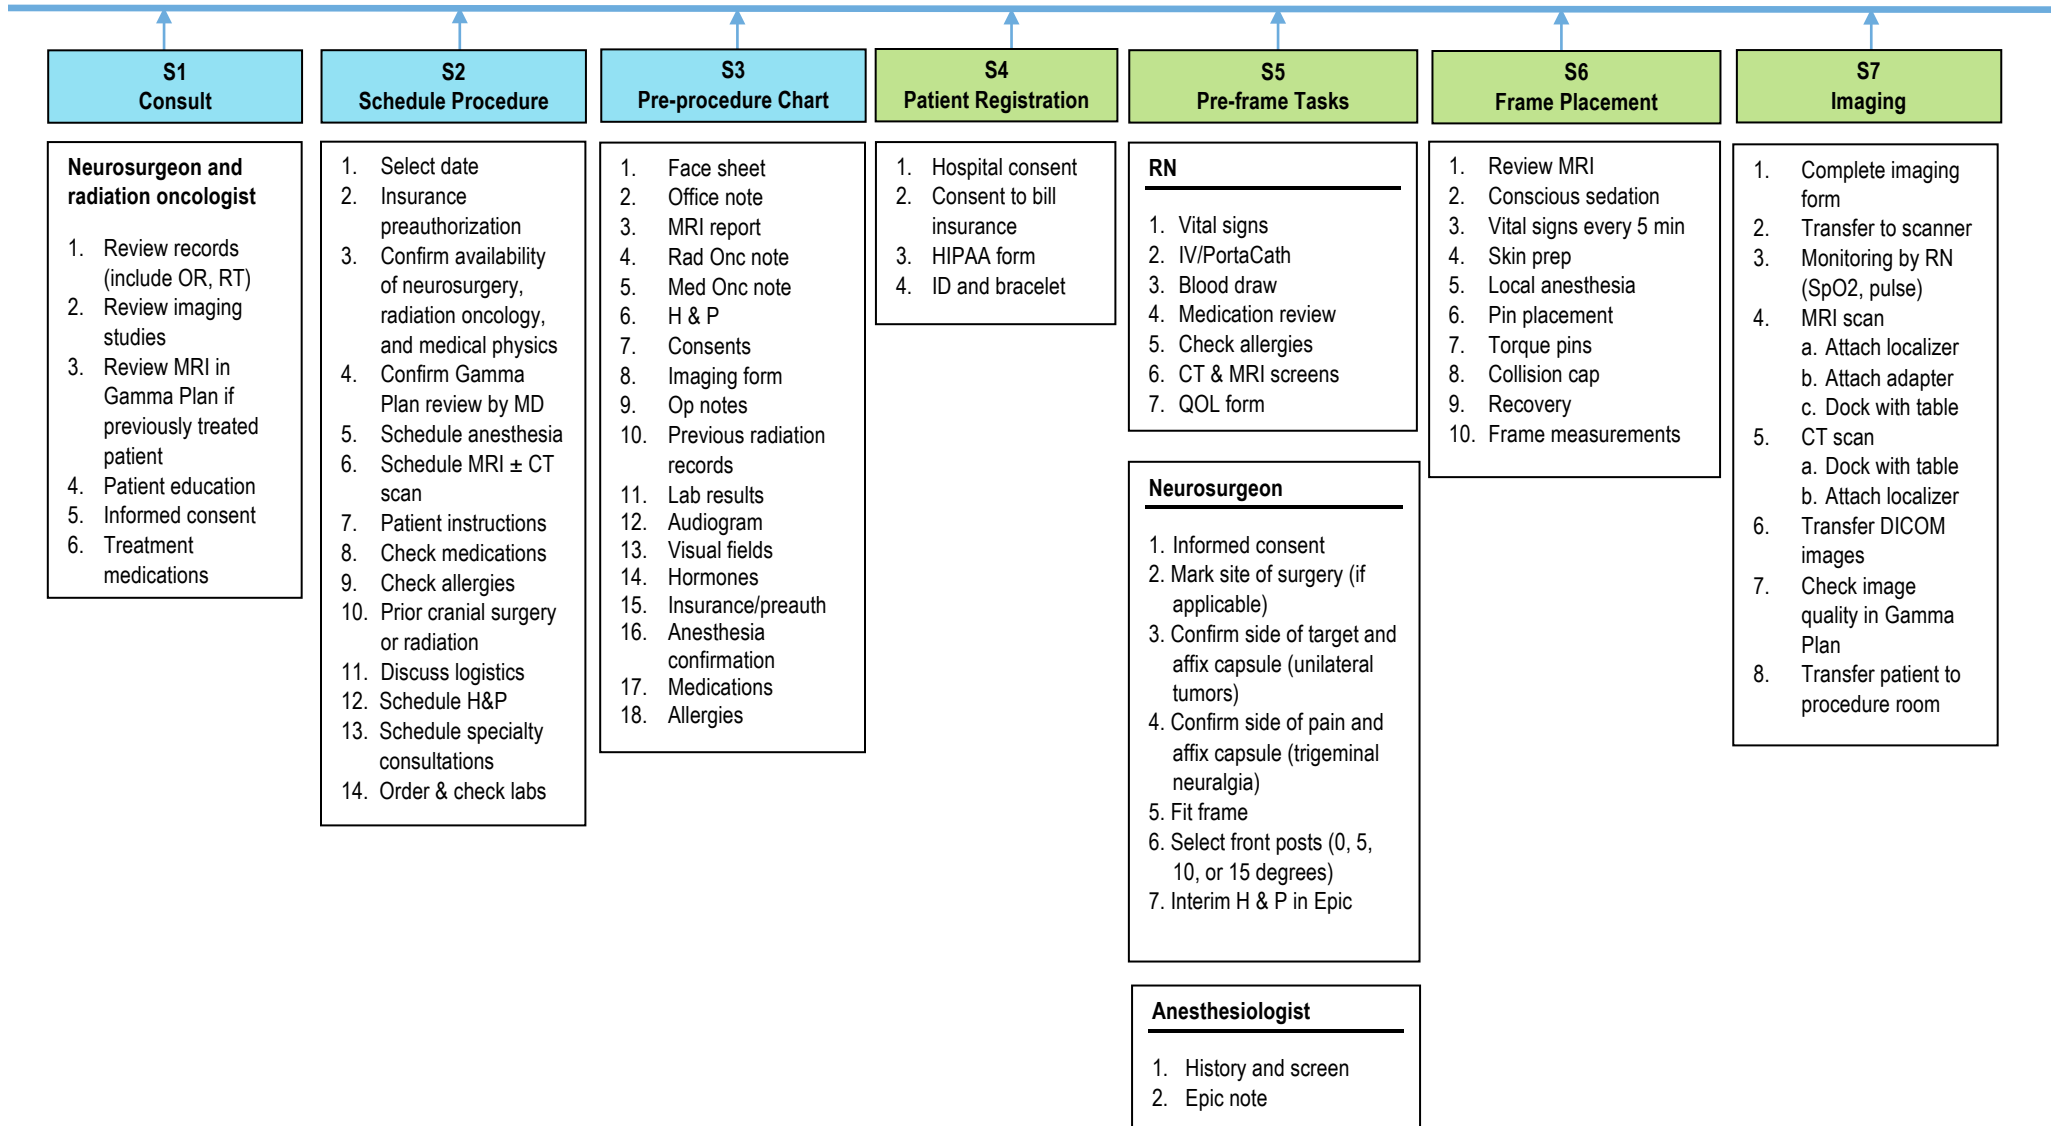 S1
Consult
Neurosurgeon and
radiation oncologist
1. Review records
(include OR, RT)
2. Review imaging
studies
3. Review MRI in
Gamma Plan if
previously treated
patient
4. Patient education
5. Informed consent
6. Treatment
medications
S2
Schedule Procedure
1. Select date
2. Insurance
preauthorization
3. Confirm availability
of neurosurgery,
radiation oncology,
and medical physics
4. Confirm Gamma
Plan review by MD
5. Schedule anesthesia
6. Schedule MRI ± CT
scan
7. Patient instructions
8. Check medications
9. Check allergies
10. Prior cranial surgery
or radiation
11. Discuss logistics
12. Schedule H&P
13. Schedule specialty
consultations
14. Order & check labs
S3
Pre-procedure Chart
1. Face sheet
2. Office note
3. MRI report
4. Rad Onc note
5. Med Onc note
6. H & P
7. Consents
8. Imaging form
9. Op notes
10. Previous radiation
records
11. Lab results
12. Audiogram
13. Visual fields
14. Hormones
15. Insurance/preauth
16. Anesthesia
confirmation
17. Medications
18. Allergies
S4
Patient Registration
1. Hospital consent
2. Consent to bill
insurance
3. HIPAA form
4. ID and bracelet
S5
Pre-frame Tasks
RN
1. Vital signs
2. IV/PortaCath
3. Blood draw
4. Medication review
5. Check allergies
6. CT & MRI screens
7. QOL form
Neurosurgeon
1. Informed consent
2. Mark site of surgery (if
applicable)
3. Confirm side of target and
affix capsule (unilateral
tumors)
4. Confirm side of pain and
affix capsule (trigeminal
neuralgia)
5. Fit frame
6. Select front posts (0, 5,
10, or 15 degrees)
7. Interim H & P in Epic
Anesthesiologist
1. History and screen
2. Epic note
S6
Frame Placement
1. Review MRI
2. Conscious sedation
3. Vital signs every 5 min
4. Skin prep
5. Local anesthesia
6. Pin placement
7. Torque pins
8. Collision cap
9. Recovery
10. Frame measurements
S7
Imaging
1. Complete imaging
form
2. Transfer to scanner
3. Monitoring by RN
(SpO2, pulse)
4. MRI scan
a. Attach localizer
b. Attach adapter
c. Dock with table
5. CT scan
a. Dock with table
b. Attach localizer
6. Transfer DICOM
images
7. Check image
quality in Gamma
Plan
8. Transfer patient to
procedure room